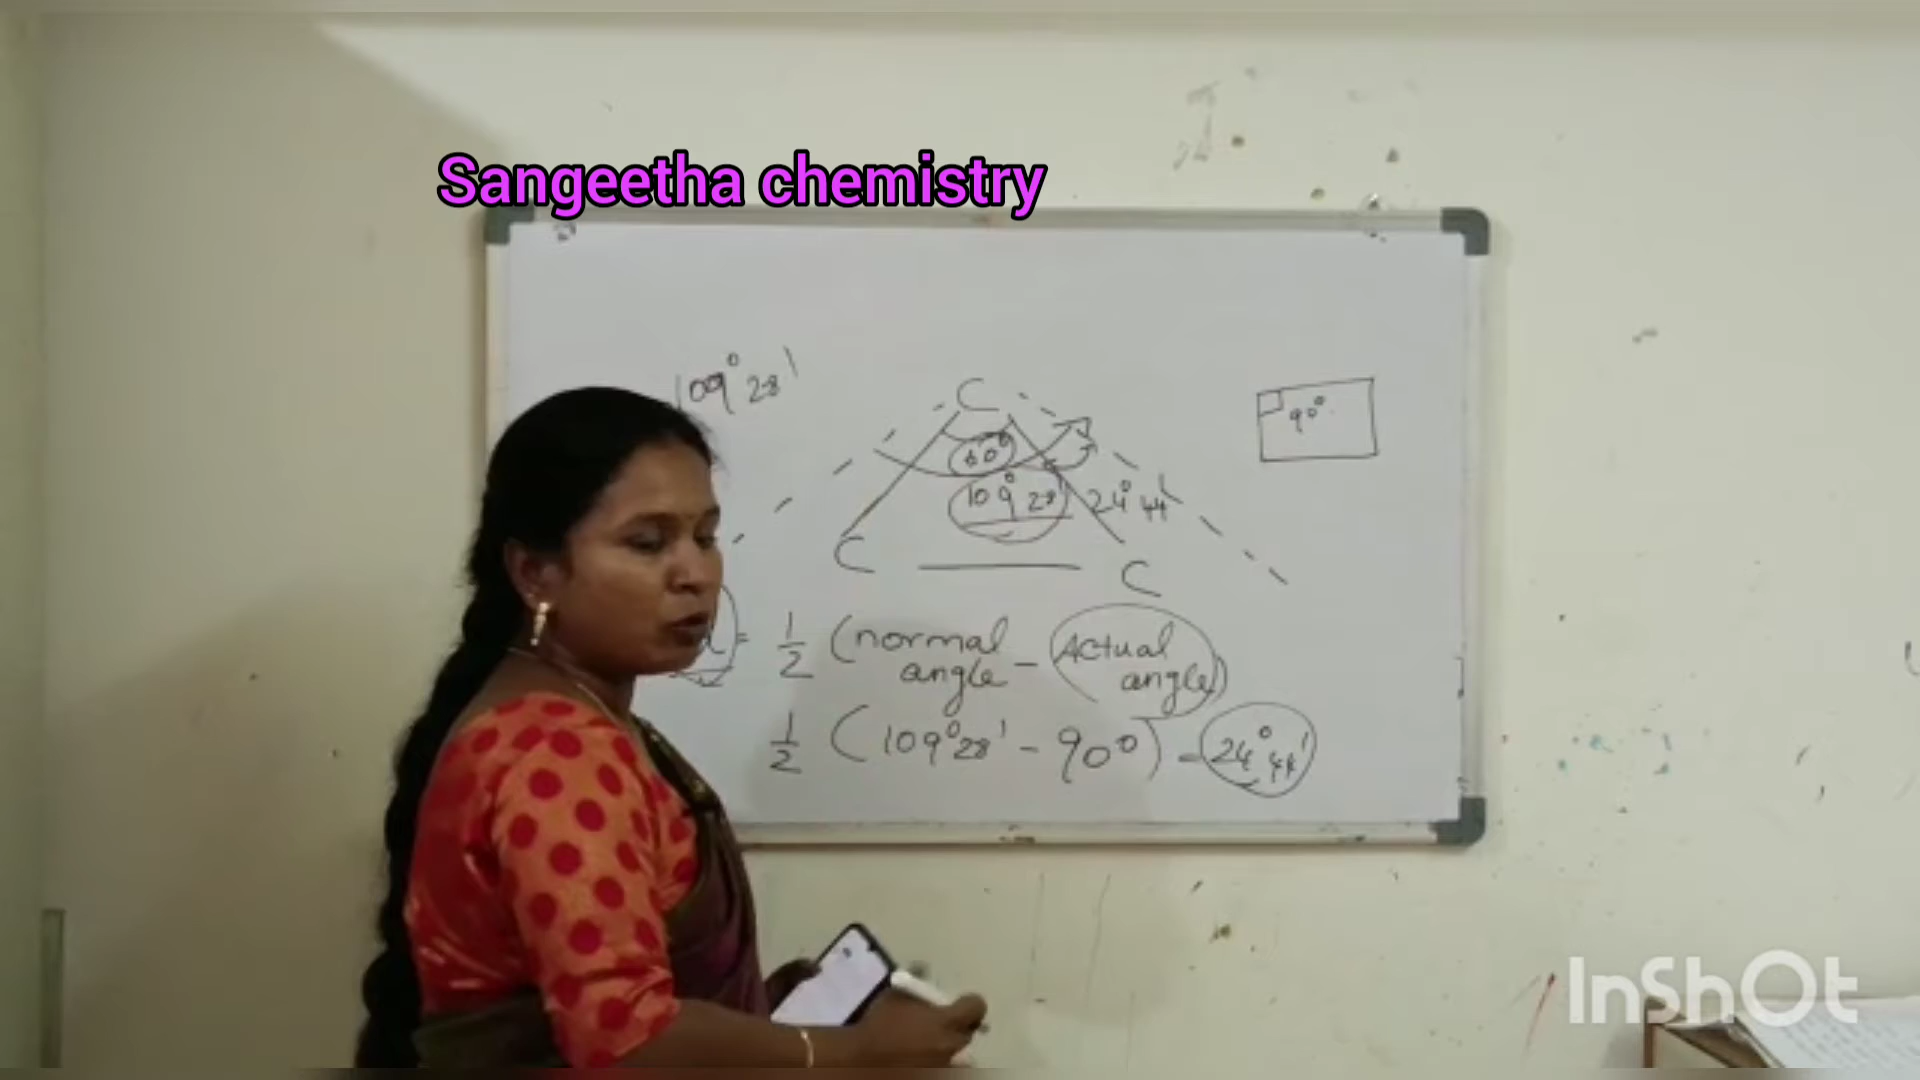 Sangeetha chemistry
109° 28'
C
60°
90°
109° 28'
24° 44'
C
C
= 1/2 (normal angle - Actual angle)
1/2 (109° 28' - 90°) = 24° 44'
InShOt